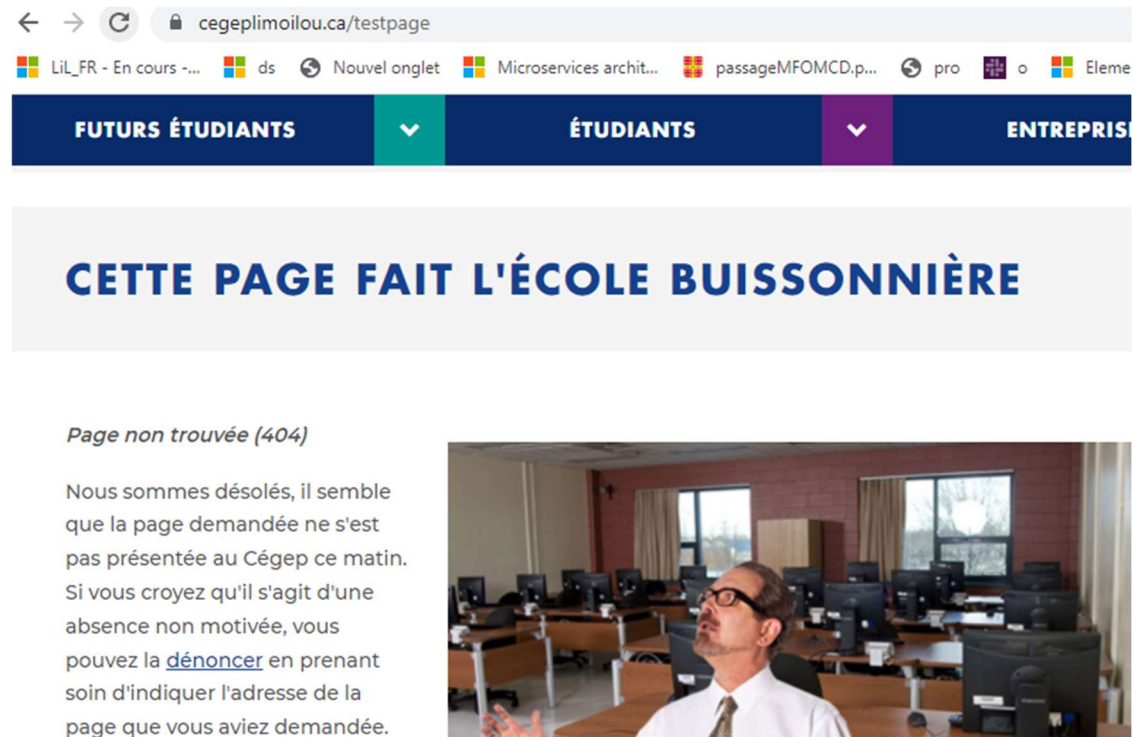 cegeplimoilou.ca/testpage
LiL_FR - En cours -... ds Nouvel onglet Microservices archit... passageMFOMCD.p... pro o Eleme
FUTURS ÉTUDIANTS ÉTUDIANTS ENTREPRIS
CETTE PAGE FAIT L'ÉCOLE BUISSONNIÈRE
Page non trouvée (404)
Nous sommes désolés, il semble
que la page demandée ne s'est
pas présentée au Cégep ce matin.
Si vous croyez qu'il s'agit d'une
absence non motivée, vous
pouvez la dénoncer en prenant
soin d'indiquer l'adresse de la
page que vous aviez demandée.